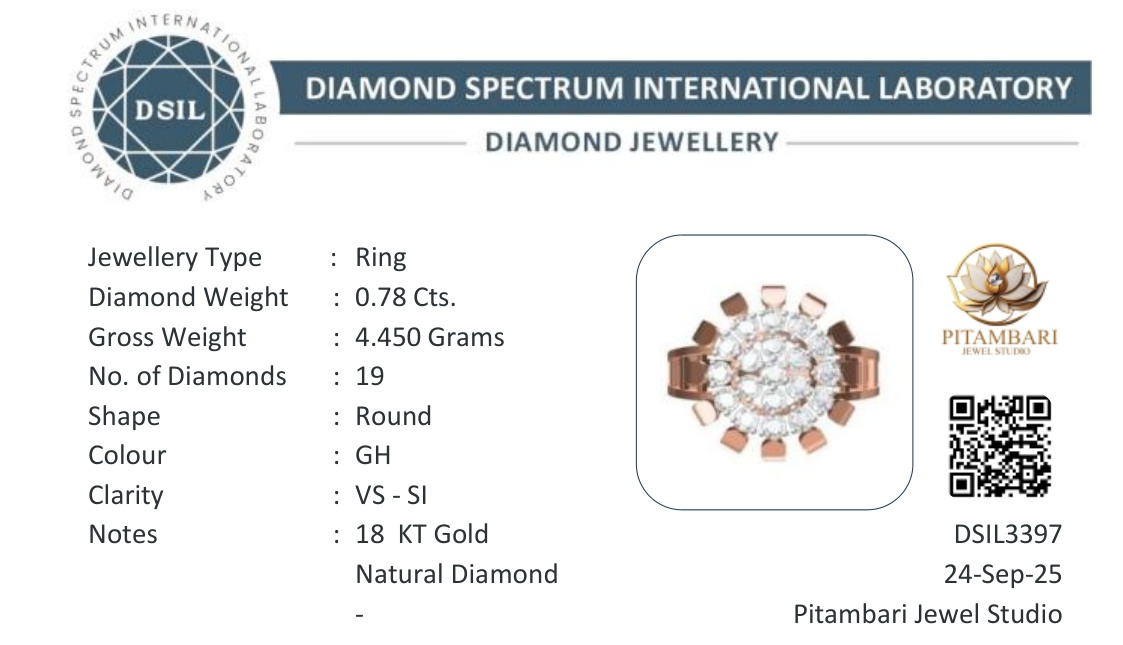 DIAMOND SPECTRUM INTERNATIONAL LABORATORY
DSIL
DIAMOND SPECTRUM INTERNATIONAL LABORATORY
DIAMOND JEWELLERY
Jewellery Type : Ring
Diamond Weight : 0.78 Cts.
Gross Weight : 4.450 Grams
No. of Diamonds : 19
Shape : Round
Colour : GH
Clarity : VS - SI
Notes : 18 KT Gold
Natural Diamond
-
PITAMBARI
JEWEL STUDIO
DSIL3397
24-Sep-25
Pitambari Jewel Studio